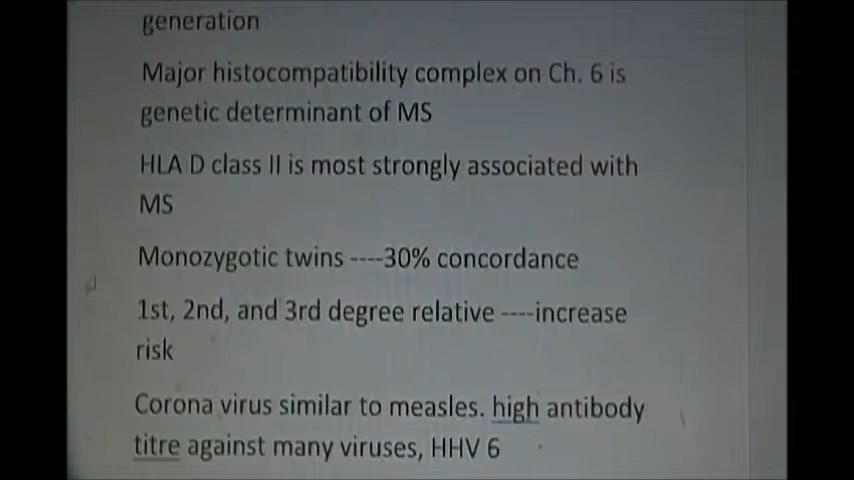 generation
Major histocompatibility complex on Ch. 6 is
genetic determinant of MS
HLA D class II is most strongly associated with
MS
Monozygotic twins ----30% concordance
1st, 2nd, and 3rd degree relative ----increase
risk
Corona virus similar to measles. high antibody
titre against many viruses, HHV 6